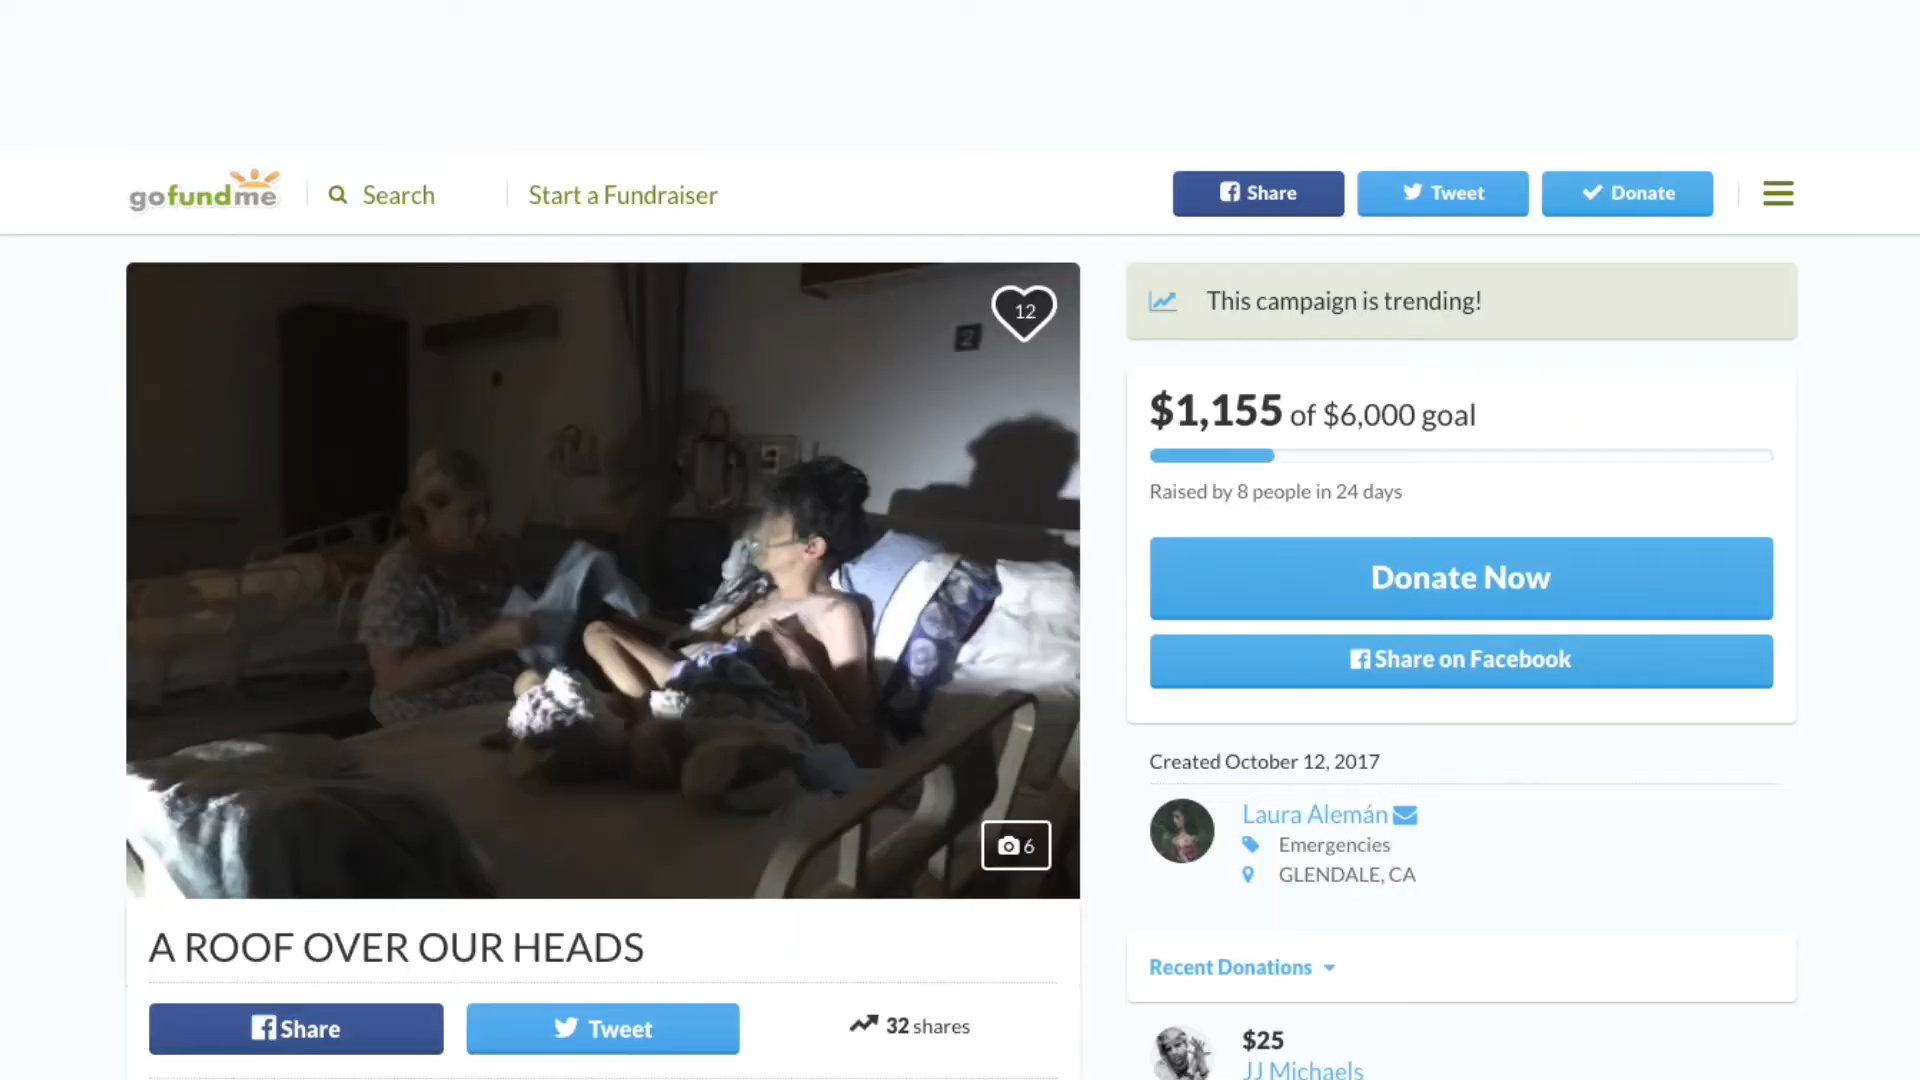 gofundme
Search
Start a Fundraiser
Share
Tweet
Donate
12
2
6
This campaign is trending!
$1,155 of $6,000 goal
Raised by 8 people in 24 days
Donate Now
Share on Facebook
Created October 12, 2017
Laura Alemán
Emergencies
GLENDALE, CA
A ROOF OVER OUR HEADS
Share
Tweet
32 shares
Recent Donations
$25
JJ Michaels